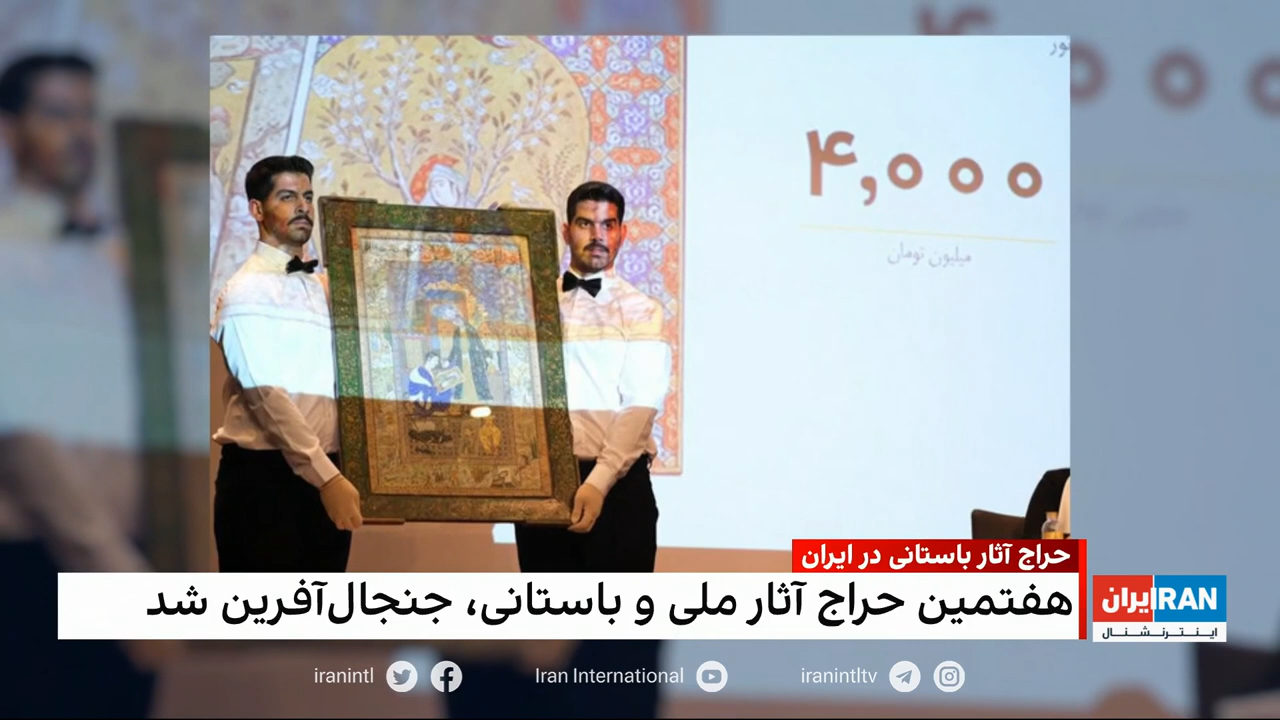 ۴,۰۰۰
میلیون تومان
حراج آثار باستانی در ایران
هفتمین حراج آثار ملی و باستانی، جنجال‌آفرین شد
ایران IRAN
اینترنشنال
iranintl
Iran International
iranintltv